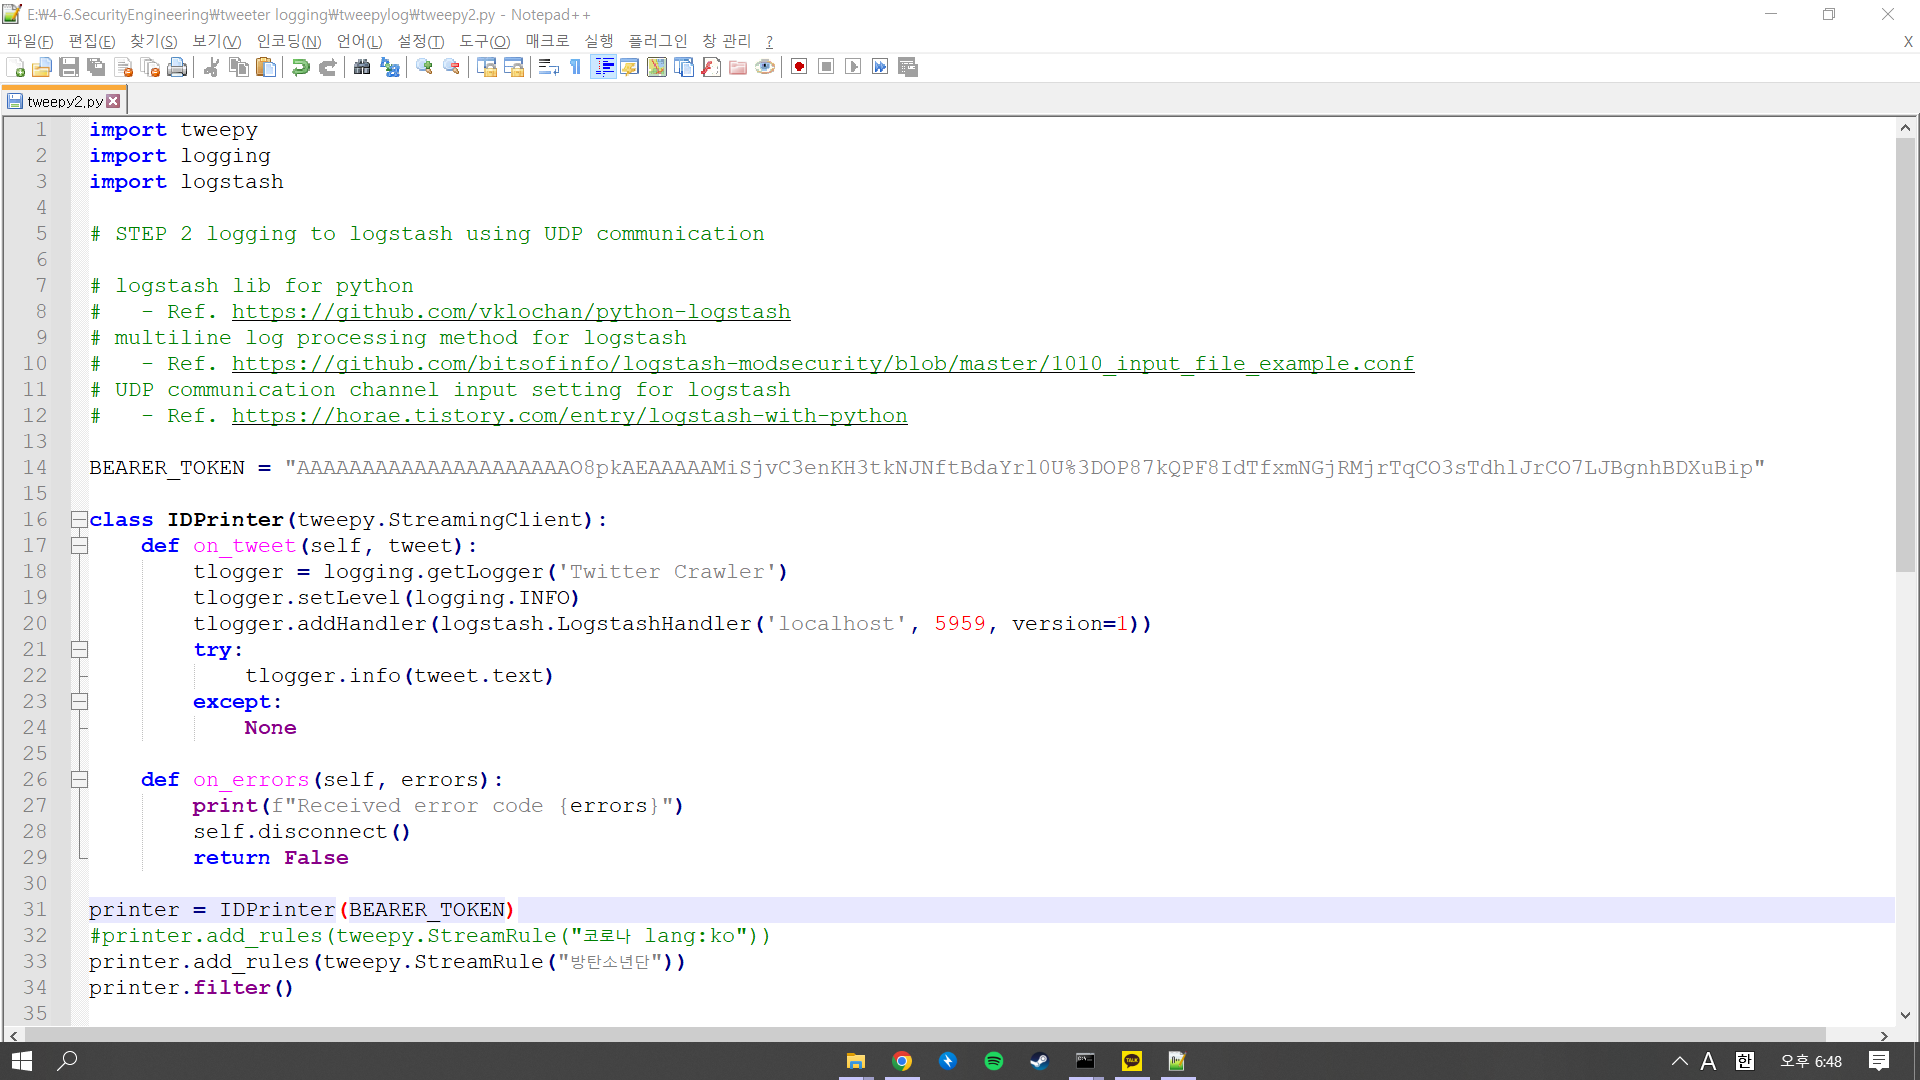 E:₩4-6.SecurityEngineering₩tweeter logging₩tweepylog₩tweepy2.py - Notepad++
파일(F) 편집(E) 찾기(S) 보기(V) 인코딩(N) 언어(L) 설정(T) 도구(O) 매크로 실행 플러그인 창 관리 ? X
tweepy2.py
1 import tweepy
2 import logging
3 import logstash
4
5 # STEP 2 logging to logstash using UDP communication
6
7 # logstash lib for python
8 #   - Ref. https://github.com/vklochan/python-logstash
9 # multiline log processing method for logstash
10 #   - Ref. https://github.com/bitsofinfo/logstash-modsecurity/blob/master/1010_input_file_example.conf
11 # UDP communication channel input setting for logstash
12 #   - Ref. https://horae.tistory.com/entry/logstash-with-python
13
14 BEARER_TOKEN = "AAAAAAAAAAAAAAAAAAAAAO8pkAEAAAAAMiSjvC3enKH3tkNJNftBdaYrl0U%3DOP87kQPF8IdTfxmNGjRMjrTqCO3sTdhlJrCO7LJBgnhBDXuBip"
15
16 class IDPrinter(tweepy.StreamingClient):
17     def on_tweet(self, tweet):
18         tlogger = logging.getLogger('Twitter Crawler')
19         tlogger.setLevel(logging.INFO)
20         tlogger.addHandler(logstash.LogstashHandler('localhost', 5959, version=1))
21         try:
22             tlogger.info(tweet.text)
23         except:
24             None
25
26     def on_errors(self, errors):
27         print(f"Received error code {errors}")
28         self.disconnect()
29         return False
30
31 printer = IDPrinter(BEARER_TOKEN)
32 #printer.add_rules(tweepy.StreamRule("코로나 lang:ko"))
33 printer.add_rules(tweepy.StreamRule("방탄소년단"))
34 printer.filter()
35
A 한 오후 6:48